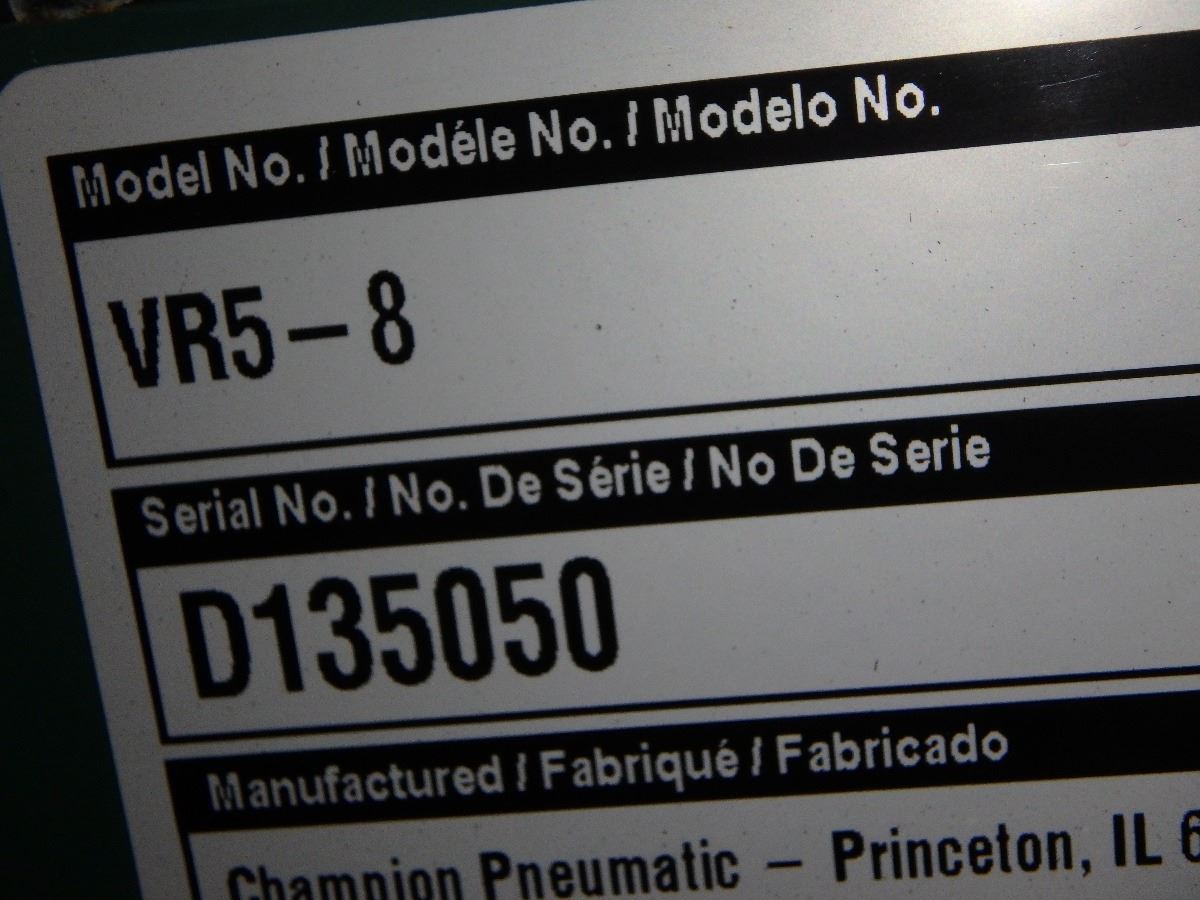 Model No. / Modéle No. / Modelo No.
VR5-8
Serial No. / No. De Série / No De Serie
D135050
Manufactured / Fabriqué / Fabricado
Champion Pneumatic - Princeton, IL 6